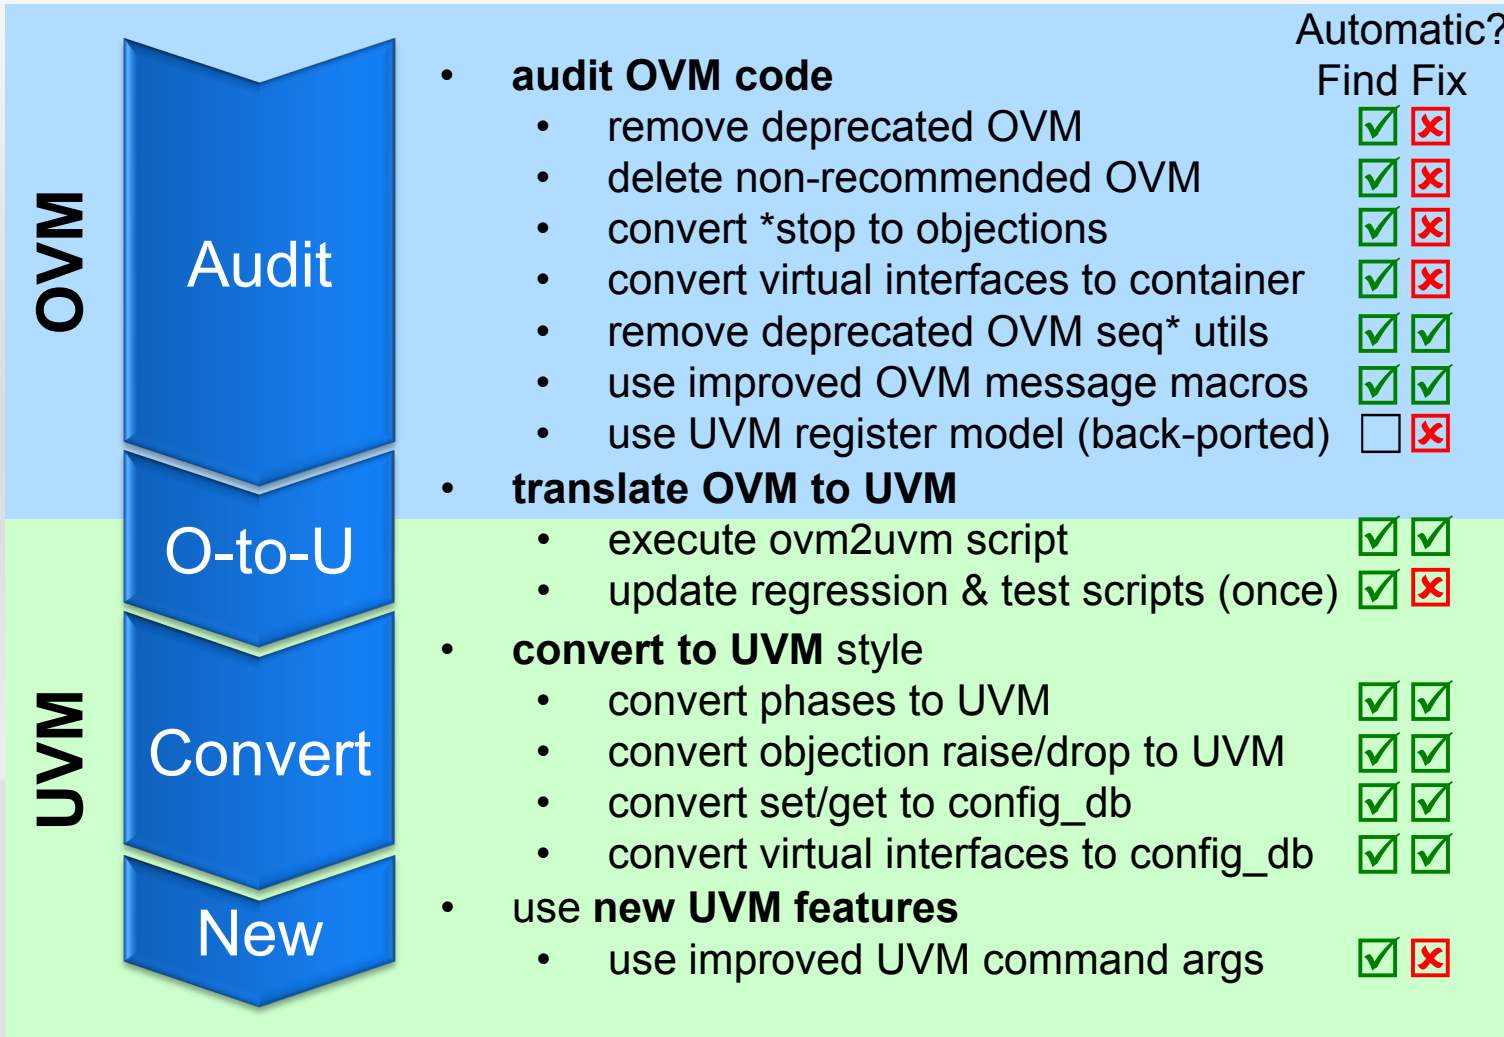 Automatic?
Find Fix
OVM
Audit
• audit OVM code
• remove deprecated OVM
• delete non-recommended OVM
• convert *stop to objections
• convert virtual interfaces to container
• remove deprecated OVM seq* utils
• use improved OVM message macros
• use UVM register model (back-ported)
O-to-U
• translate OVM to UVM
• execute ovm2uvm script
• update regression & test scripts (once)
UVM
Convert
• convert to UVM style
• convert phases to UVM
• convert objection raise/drop to UVM
• convert set/get to config_db
• convert virtual interfaces to config_db
New
• use new UVM features
• use improved UVM command args